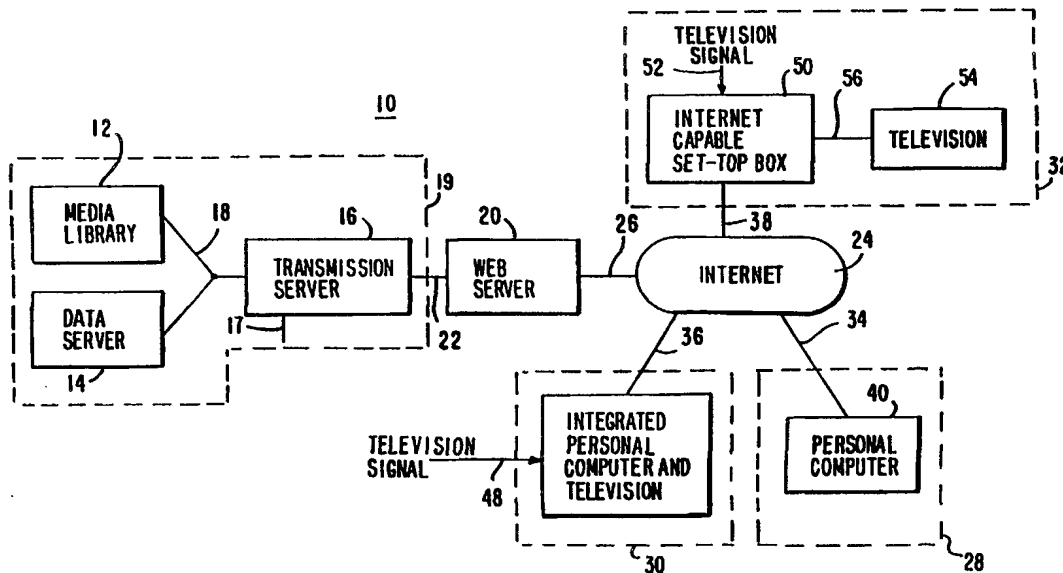 TELEVISION
SIGNAL
52
50
56
54
INTERNET
CAPABLE
SET-TOP BOX
TELEVISION
32
10
12
MEDIA
LIBRARY
18
19
16
TRANSMISSION
SERVER
20
WEB
SERVER
26
38
INTERNET
24
DATA
SERVER
14
17
22
36
34
TELEVISION
SIGNAL
48
INTEGRATED
PERSONAL
COMPUTER AND
TELEVISION
30
40
PERSONAL
COMPUTER
28